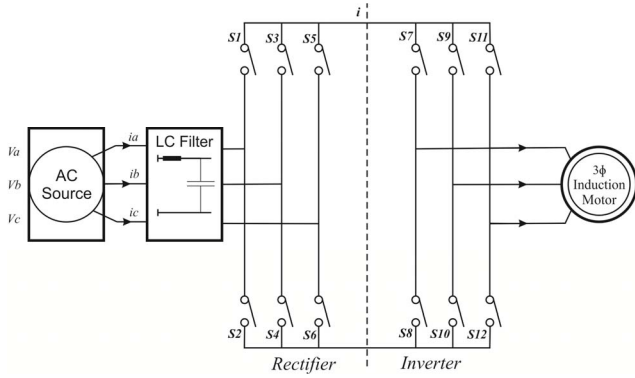 i
S1
S3
S5
S7
S9
S11
Va
Vb
Vc
AC
Source
ia
ib
ic
LC Filter
3ϕ
Induction
Motor
S2
S4
S6
S8
S10
S12
Rectifier
Inverter